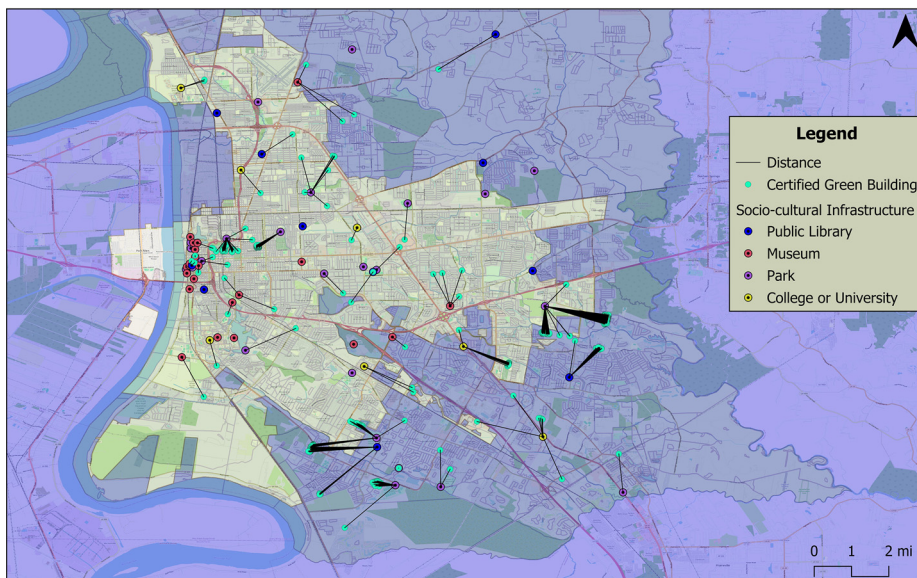 Legend
Distance
Certified Green Building
Socio-cultural Infrastructure
Public Library
Museum
Park
College or University
0 1 2 mi